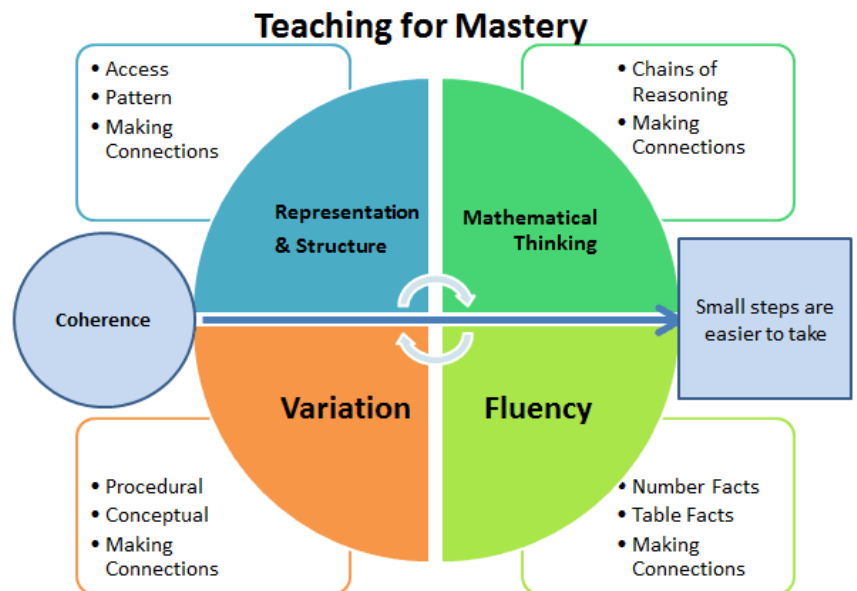 Teaching for Mastery
• Access
• Pattern
• Making
Connections
• Chains of
Reasoning
• Making
Connections
Representation
& Structure
Mathematical
Thinking
Coherence
Small steps are
easier to take
Variation
Fluency
• Procedural
• Conceptual
• Making
Connections
• Number Facts
• Table Facts
• Making
Connections